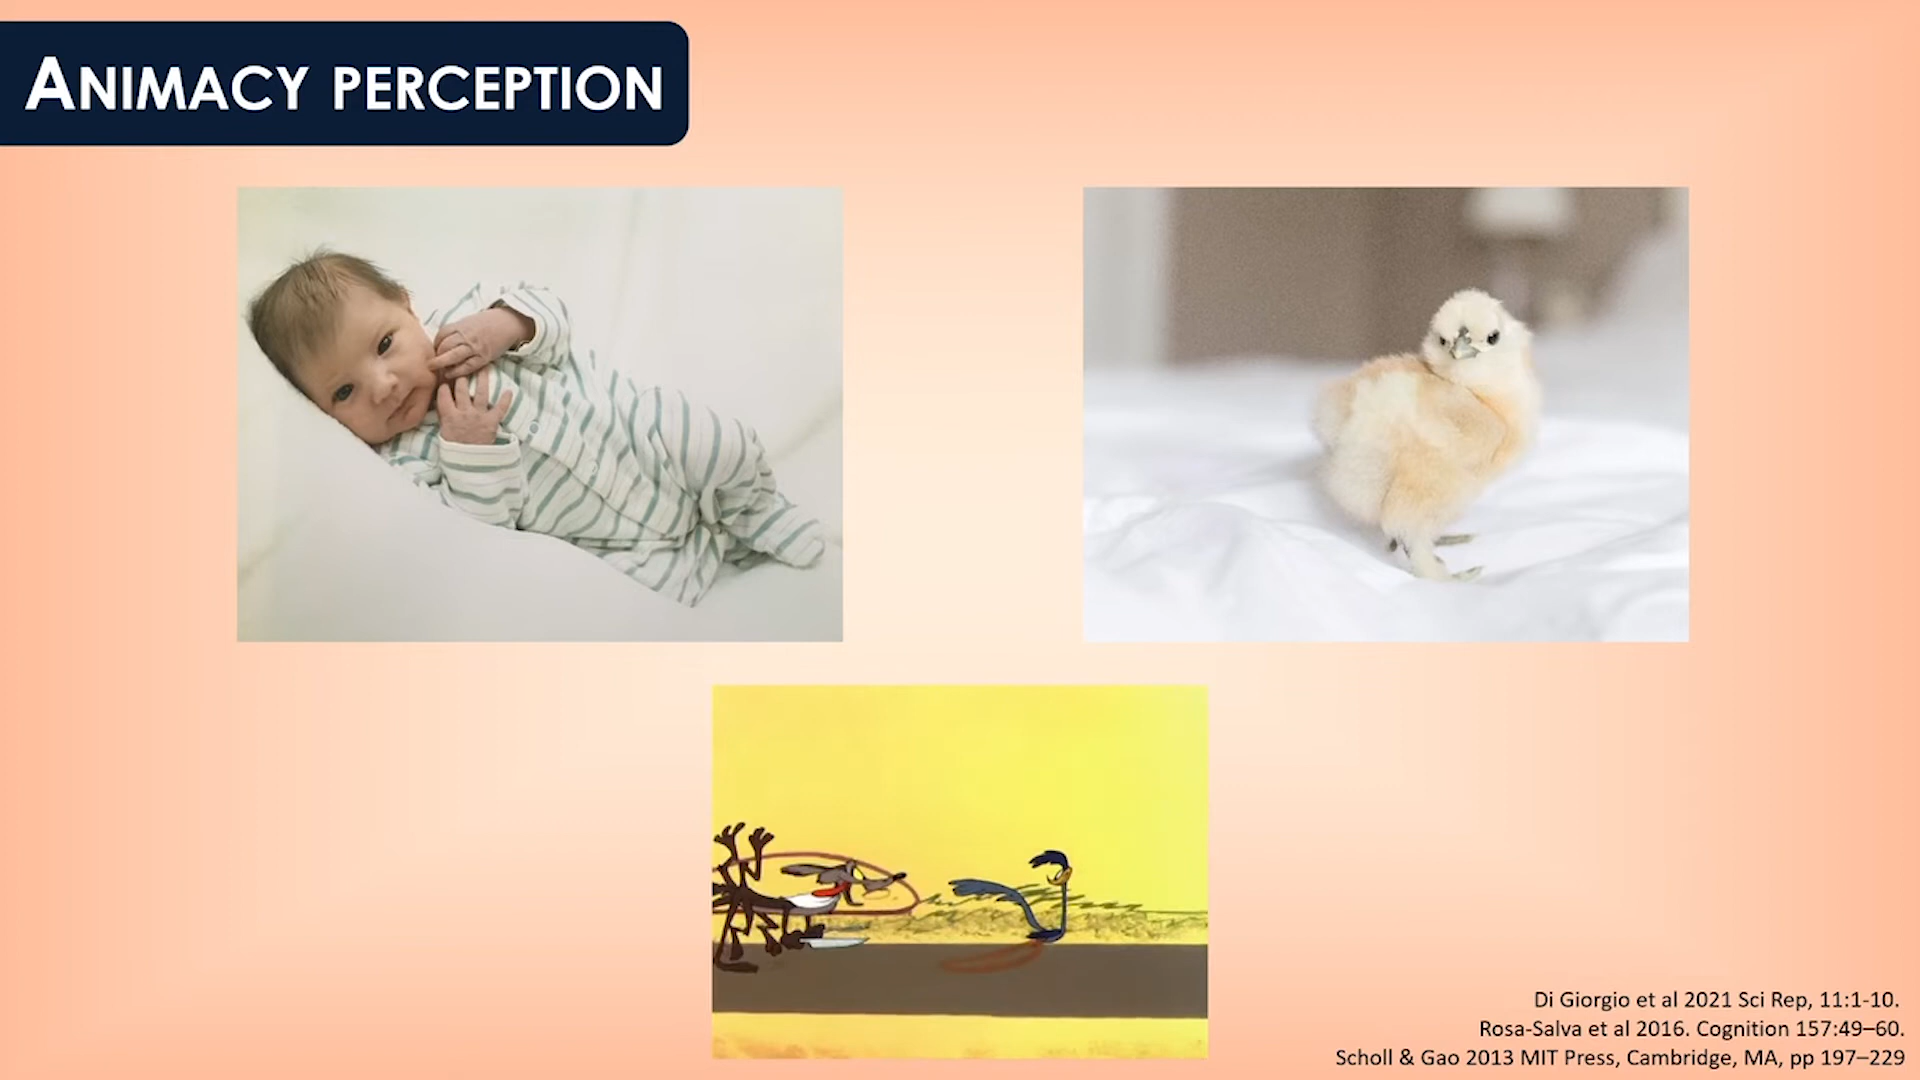 ANIMACY PERCEPTION
Di Giorgio et al 2021 Sci Rep, 11:1-10.
Rosa-Salva et al 2016. Cognition 157:49–60.
Scholl & Gao 2013 MIT Press, Cambridge, MA, pp 197–229